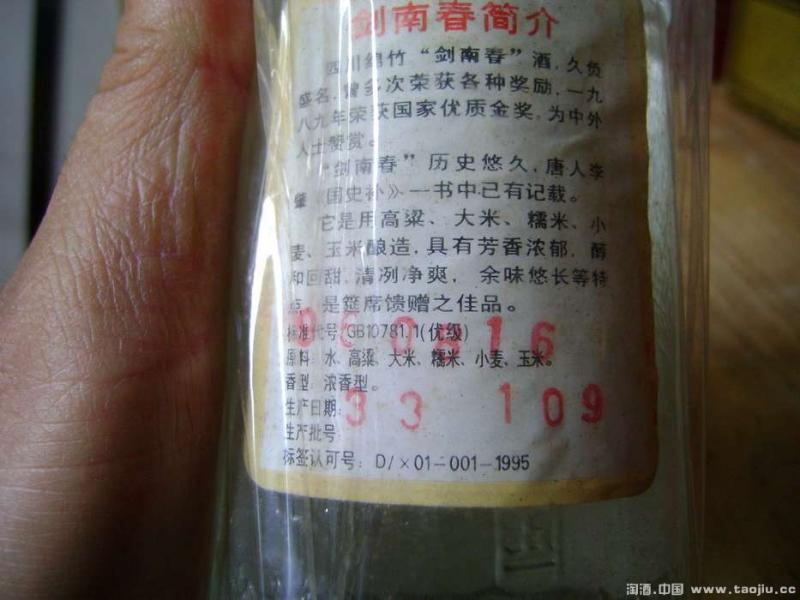 剑南春简介
四川绵竹“剑南春”酒，久负
盛名，曾多次荣获各种奖励，一九
八九年荣获国家优质金奖，为中外
人士赞赏。
“剑南春”历史悠久，唐人李
肇《国史补》一书中已有记载。
它是用高粱、大米、糯米、小
麦、玉米酿造，具有芳香浓郁，醇
和回甜，清冽净爽，余味悠长等特
点，是筵席馈赠之佳品。
960816
标准代号：GB10781.1(优级)
原料：水、高粱、大米、糯米、小麦、玉米。
香型：浓香型。
33 109
生产日期：
生产批号：
标签认可号：D/×01-001-1995
淘酒.中国 www.taojiu.cc